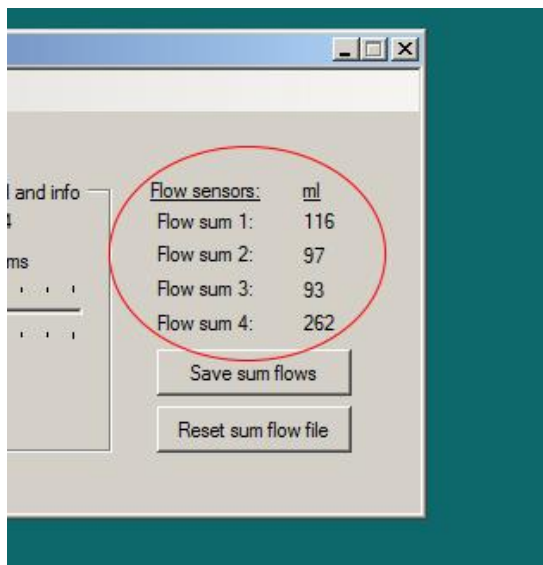 l and info
Flow sensors: ml
Flow sum 1: 116
Flow sum 2: 97
ms
Flow sum 3: 93
Flow sum 4: 262
Save sum flows
Reset sum flow file